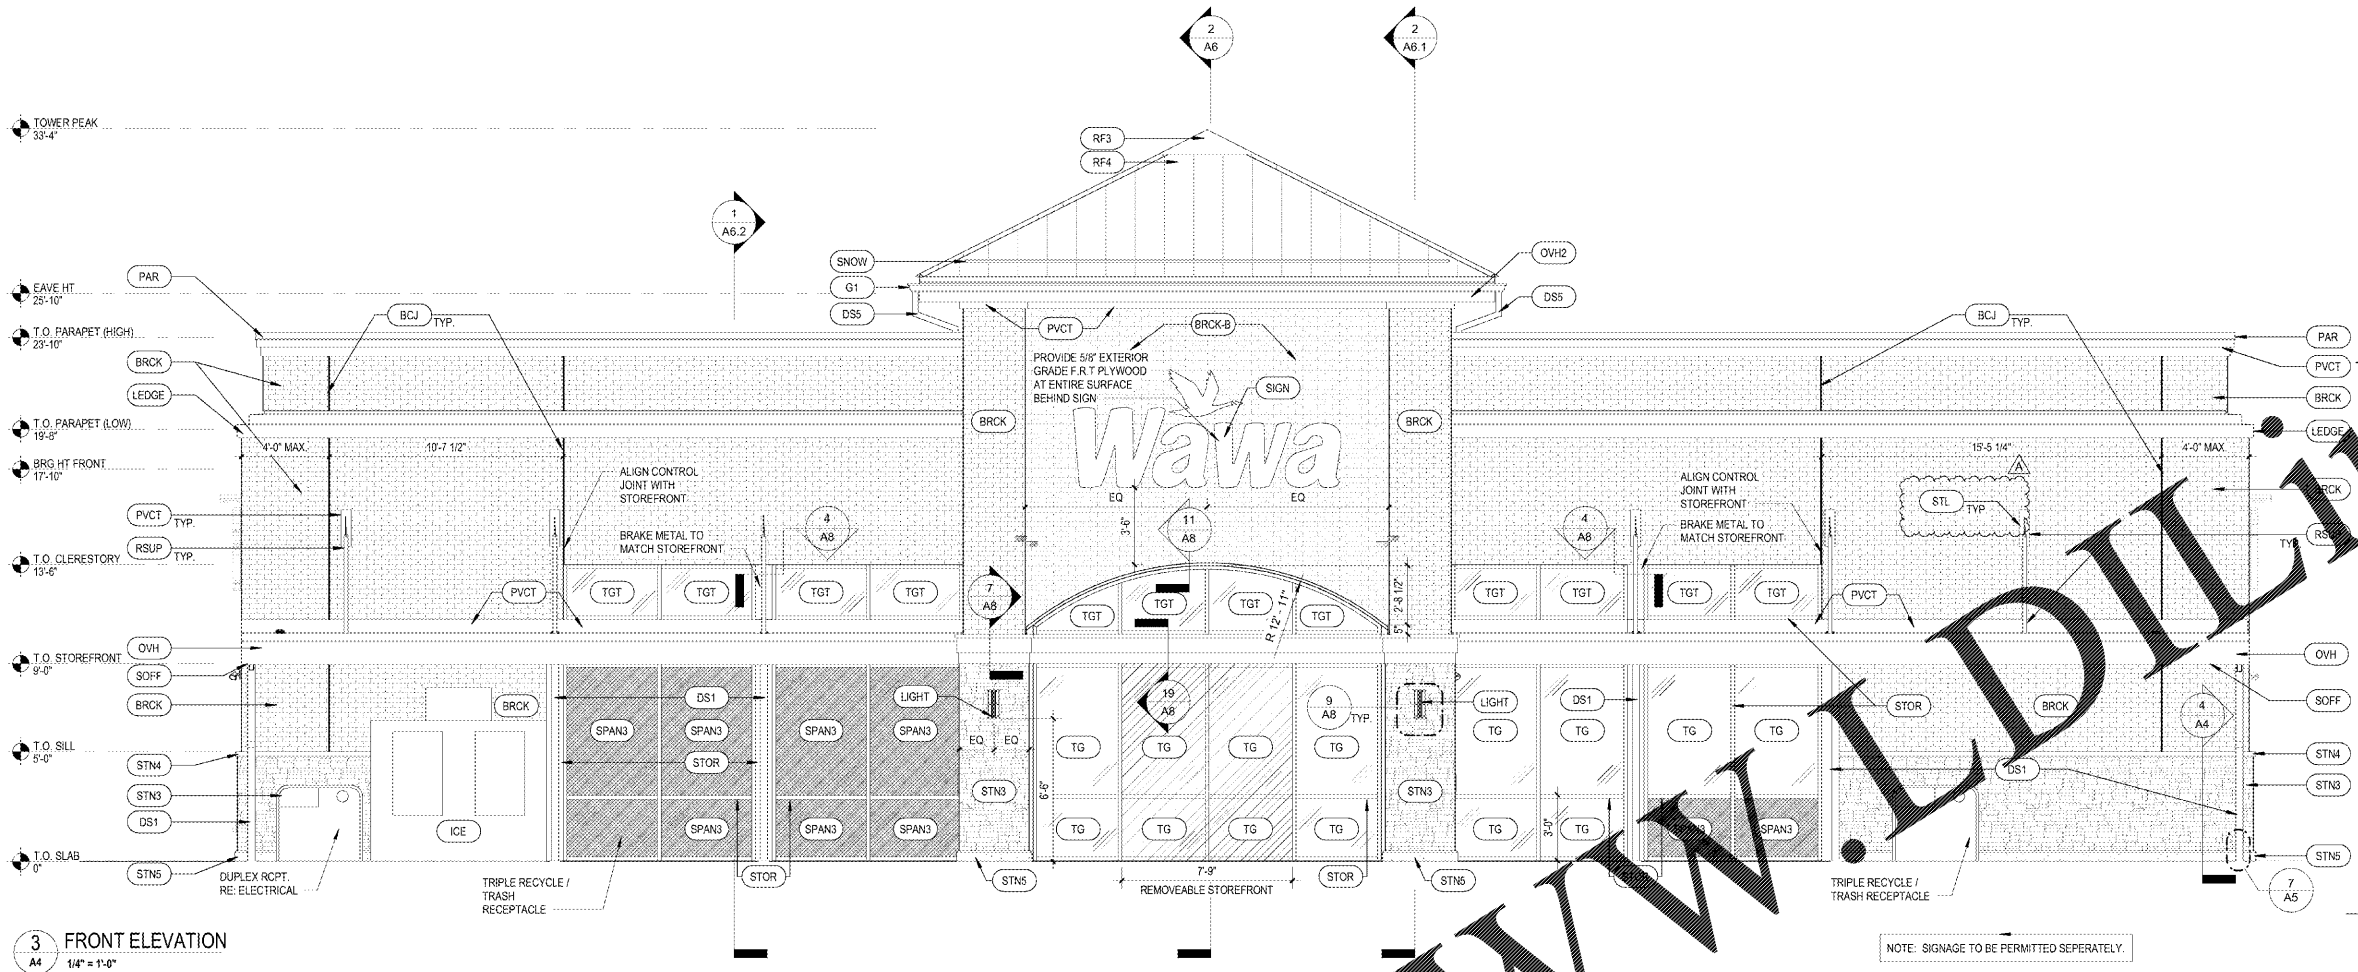 2
A6
2
A6.1
TOWER PEAK
33'-4"
RF3
RF4
1
A6.2
SNOW
OVH2
PAR
EAVE HT
25'-10"
G1
DS5
DS5
BCJ
TYP.
PVCT
BRCK-B
BCJ
TYP.
T.O. PARAPET (HIGH)
23'-10"
PAR
BRCK
PROVIDE 5/8" EXTERIOR
GRADE F.R.T PLYWOOD
AT ENTIRE SURFACE
BEHIND SIGN
PVCT
LEDGE
SIGN
BRCK
T.O. PARAPET (LOW)
19'-8"
BRCK
Wawa
BRCK
LEDGE
4'-0" MAX.
10'-7 1/2"
15'-5 1/4"
4'-0" MAX.
BRG HT FRONT
17'-10"
ALIGN CONTROL
JOINT WITH
STOREFRONT
EQ
EQ
ALIGN CONTROL
JOINT WITH
STOREFRONT
A
STL
TYP
BRCK
PVCT
TYP.
3'-6"
11
A8
4
A8
4
A8
RSUP
TYP.
BRAKE METAL TO
MATCH STOREFRONT
BRAKE METAL TO
MATCH STOREFRONT
T.O. CLERESTORY
13'-6"
PVCT
TGT
TGT
TGT
TGT
7
A8
TGT
TGT
TGT
TGT
R 12'- 11"
2'-8 1/2"
5"
TGT
TGT
TGT
TGT
PVCT
OVH
OVH
T.O. STOREFRONT
9'-0"
SOFF
SOFF
BRCK
BRCK
DS1
LIGHT
19
A8
9
A8
TYP.
LIGHT
DS1
STOR
BRCK
4
A4
SPAN3
SPAN3
SPAN3
SPAN3
EQ
EQ
TG
TG
TG
TG
TG
TG
TG
TG
T.O. SILL
5'-0"
STN4
STOR
DS1
STN4
STN3
STN3
6'-6"
STN3
STN3
DS1
ICE
SPAN3
SPAN3
SPAN3
TG
TG
TG
TG
TG
3'-0"
TG
SPAN3
SPAN3
T.O. SLAB
0"
STN5
DUPLEX RCPT.
RE: ELECTRICAL
TRIPLE RECYCLE /
TRASH
RECEPTACLE
STOR
STN5
7'-9"
REMOVEABLE STOREFRONT
STOR
STN5
STOR
TRIPLE RECYCLE /
TRASH RECEPTACLE
STN5
7
A5
3
A4
FRONT ELEVATION
1/4" = 1'-0"
NOTE: SIGNAGE TO BE PERMITTED SEPERATELY.